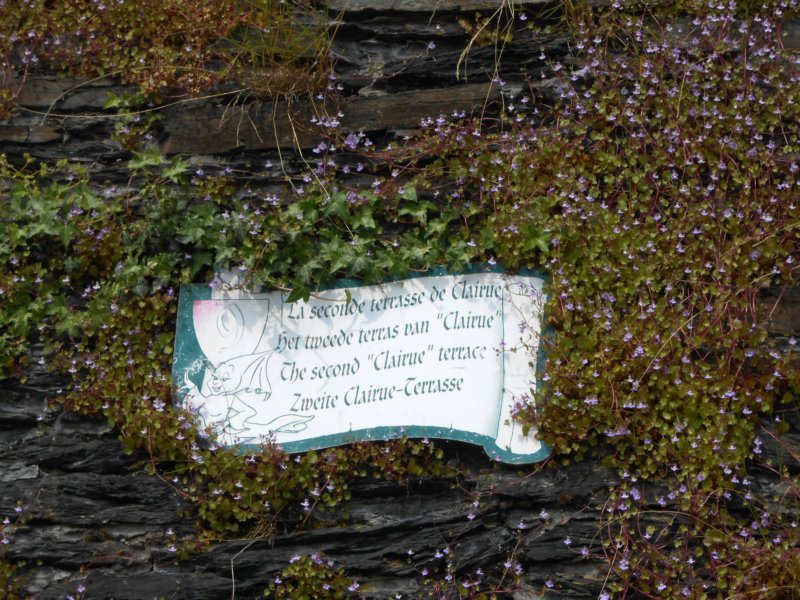 La seconde terrasse de Clairue
Het tweede terras van "Clairue"
The second "Clairue" terrace
Zweite Clairue-Terrasse